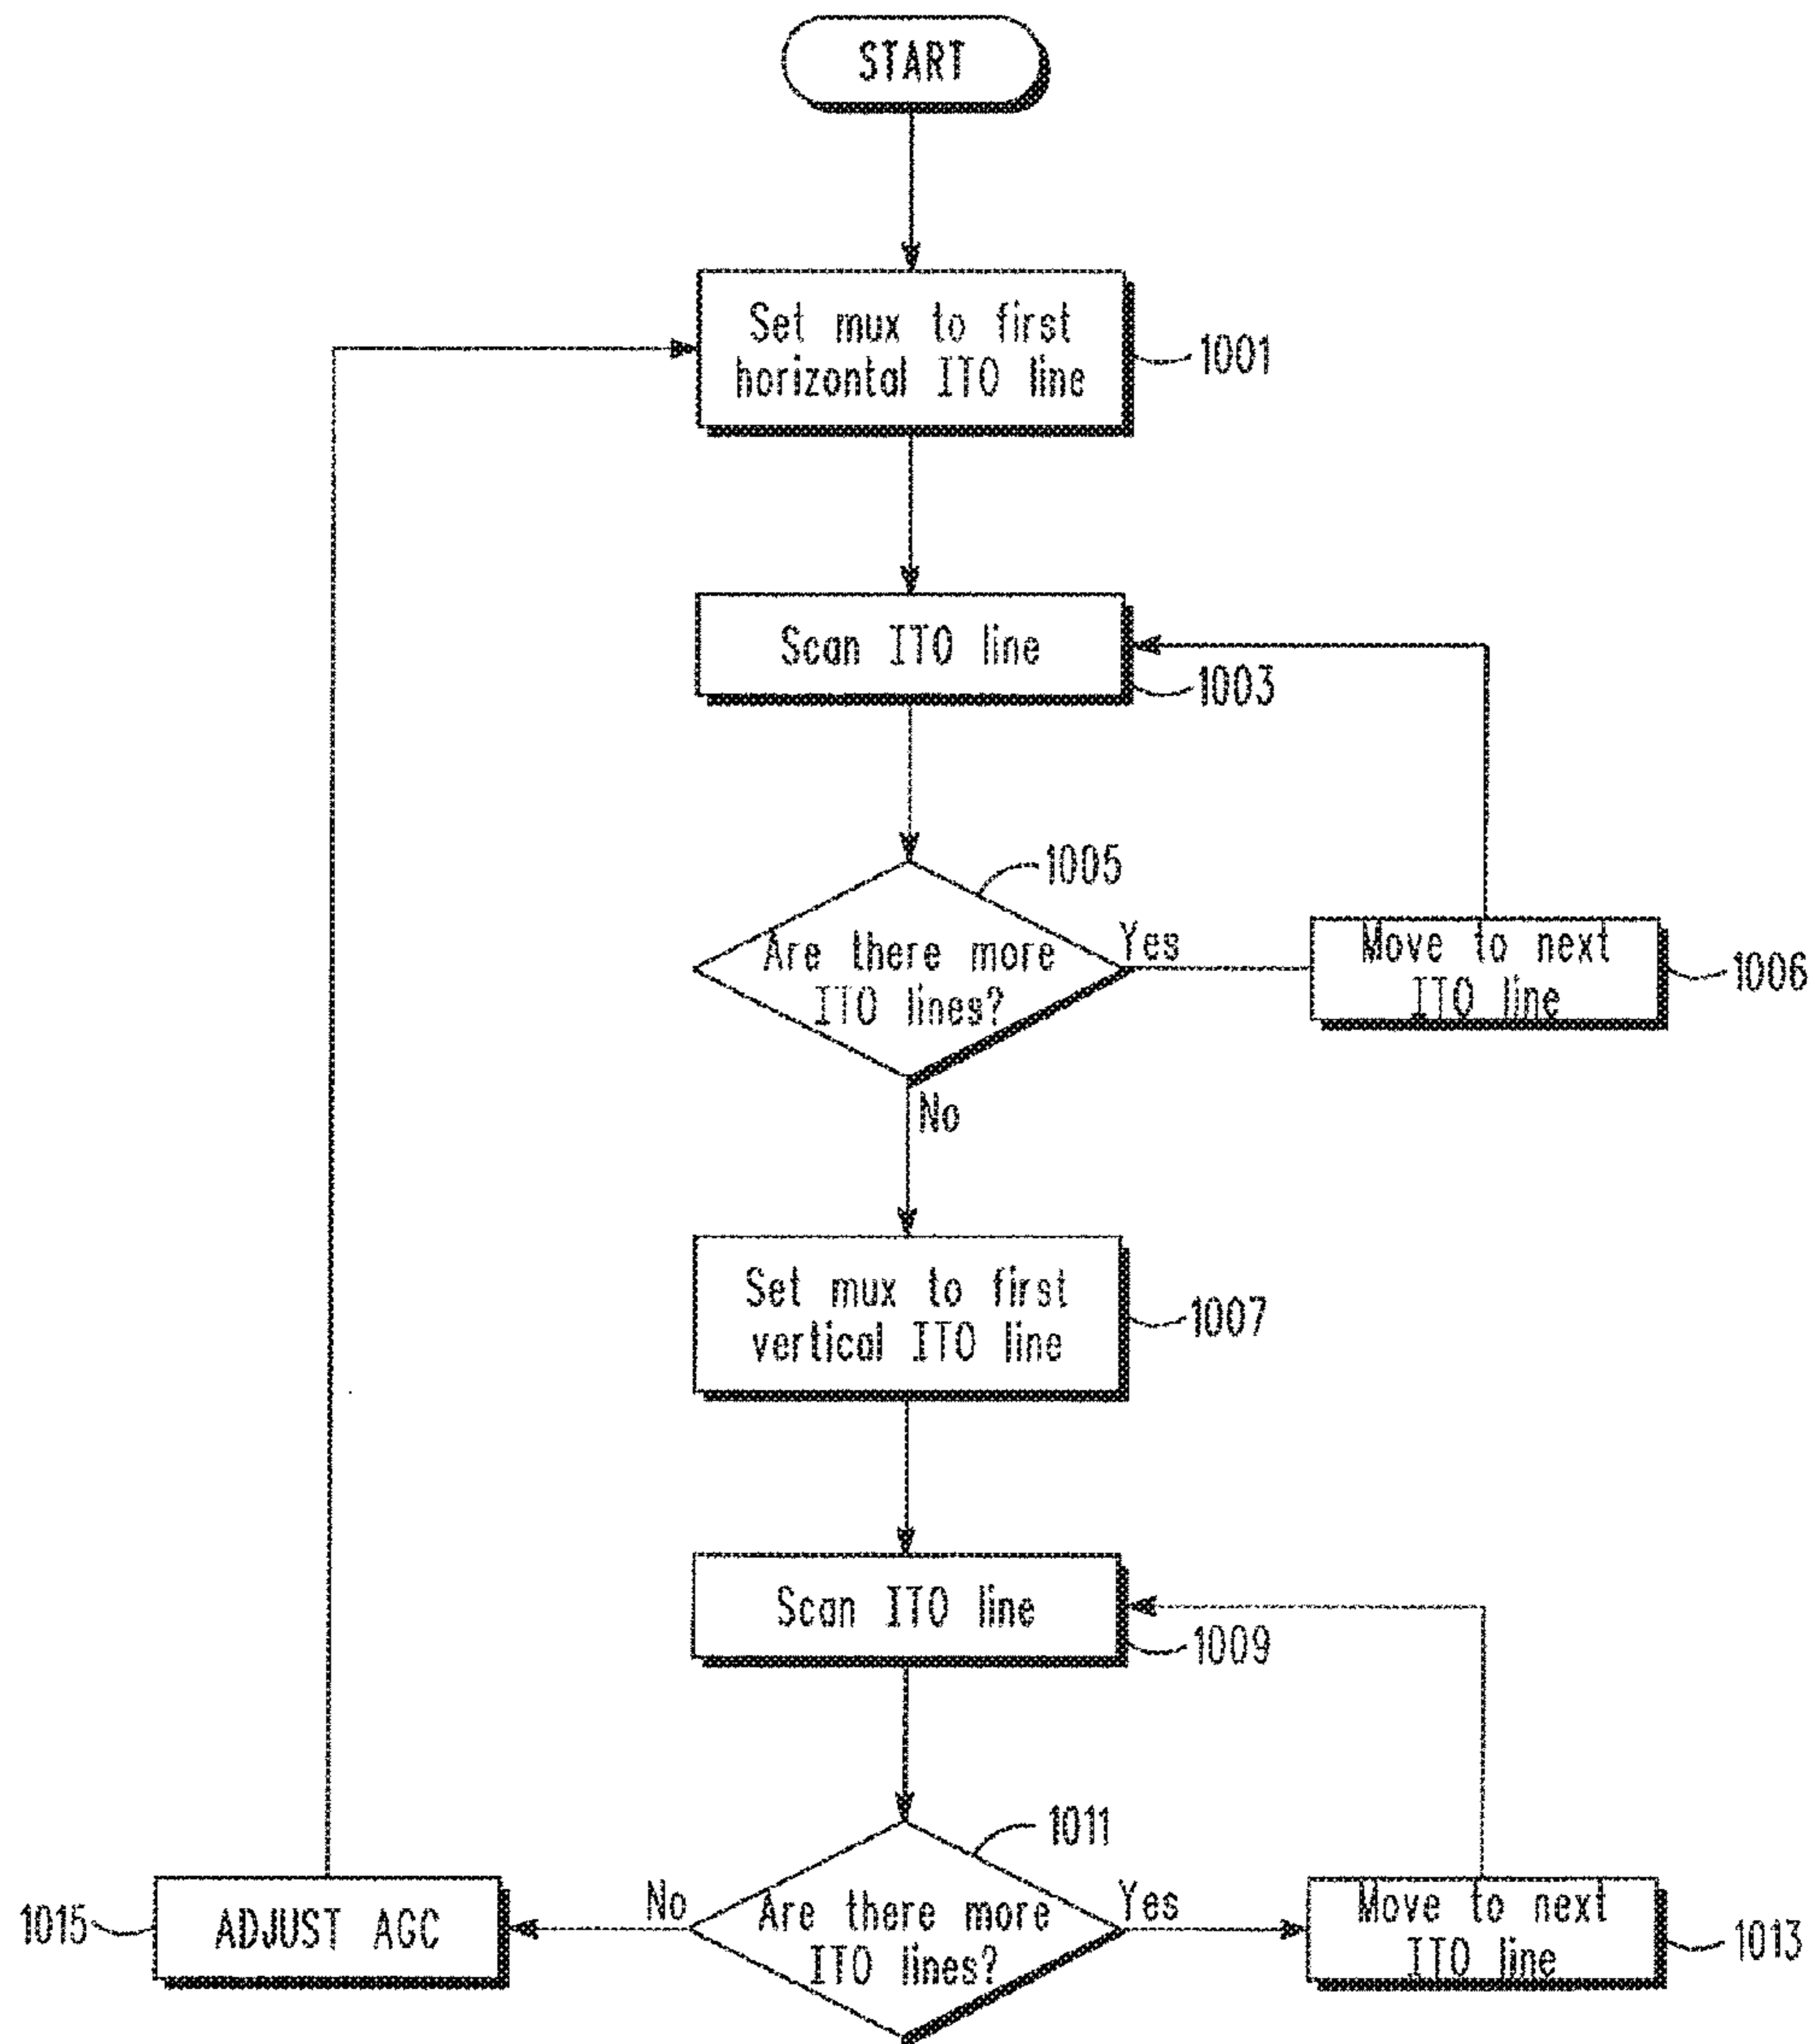 START
Set mux to first
horizontal ITO line
1001
Scan ITO line
1003
1005
Are there more
ITO lines?
Yes
Move to next
ITO line
1006
No
Set mux to first
vertical ITO line
1007
Scan ITO line
1009
1011
Are there more
ITO lines?
Yes
Move to next
ITO line
1013
No
ADJUST AGC
1015